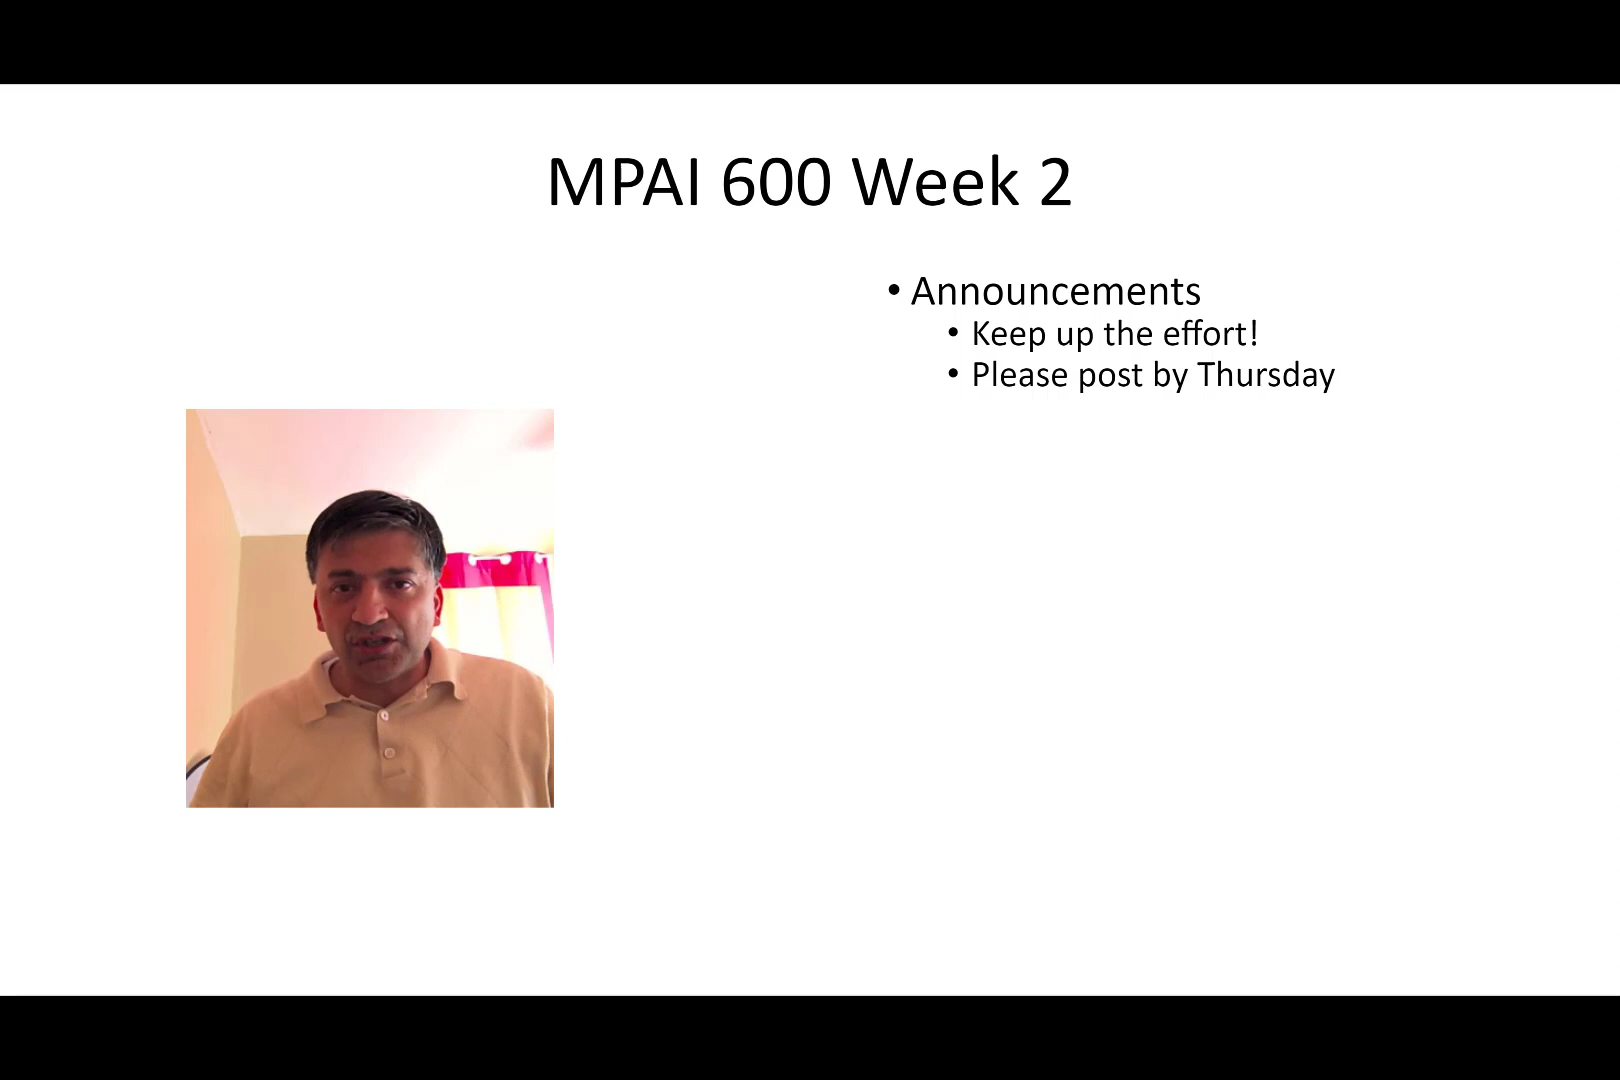 MPAI 600 Week 2
• Announcements
• Keep up the effort!
• Please post by Thursday